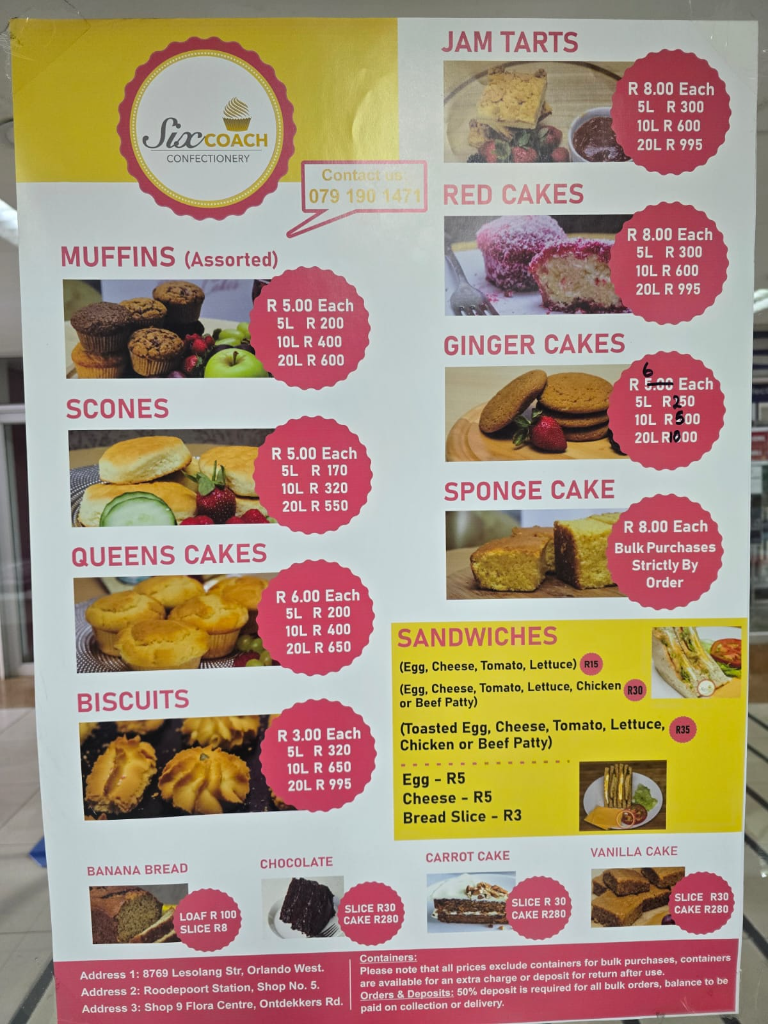 SixCOACH
CONFECTIONERY
Contact us
079 190 1471
MUFFINS (Assorted)
R 5.00 Each
5L R 200
10L R 400
20L R 600
SCONES
R 5.00 Each
5L R 170
10L R 320
20L R 550
QUEENS CAKES
R 6.00 Each
5L R 200
10L R 400
20L R 650
BISCUITS
R 3.00 Each
5L R 320
10L R 650
20L R 995
JAM TARTS
R 8.00 Each
5L R 300
10L R 600
20L R 995
RED CAKES
R 8.00 Each
5L R 300
10L R 600
20L R 995
GINGER CAKES
6
R 5.00 Each
5L R250
10L R500
20L R Each
SPONGE CAKE
R 8.00 Each
Bulk Purchases
Strictly By
Order
SANDWICHES
(Egg, Cheese, Tomato, Lettuce) R15
(Egg, Cheese, Tomato, Lettuce, Chicken R30
or Beef Patty)
(Toasted Egg, Cheese, Tomato, Lettuce, R35
Chicken or Beef Patty)
Egg - R5
Cheese - R5
Bread Slice - R3
BANANA BREAD
LOAF R 100
SLICE R8
CHOCOLATE
SLICE R30
CAKE R280
CARROT CAKE
SLICE R 30
CAKE R280
VANILLA CAKE
SLICE R30
CAKE R280
Address 1: 8769 Lesolang Str, Orlando West.
Address 2: Roodepoort Station, Shop No. 5.
Address 3: Shop 9 Flora Centre, Ontdekkers Rd.
Containers:
Please note that all prices exclude containers for bulk purchases, containers
are available for an extra charge or deposit for return after use.
Orders & Deposits: 50% deposit is required for all bulk orders, balance to be
paid on collection or delivery.